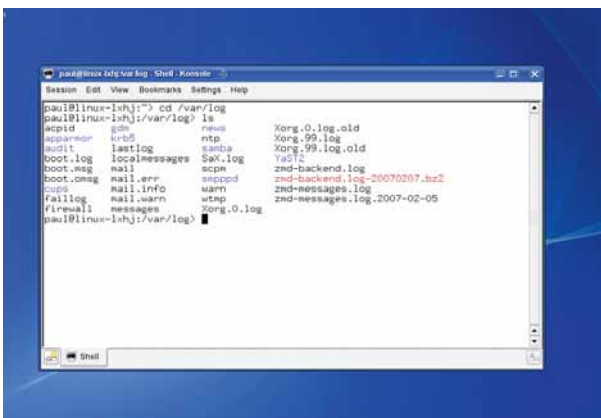 paul@linux-lxhj:/var/log - Shell - Konsole
Session Edit View Bookmarks Settings Help
paul@linux-lxhj:~> cd /var/log
paul@linux-lxhj:/var/log> ls
acpid gdm news Xorg.0.log.old
apparmor krb5 ntp Xorg.99.log
audit lastlog samba Xorg.99.log.old
boot.log localmessages SaX.log YaST2
boot.msg mail scpm zmd-backend.log
boot.omsg mail.err smpppd zmd-backend.log-20070207.bz2
cups mail.info warn zmd-messages.log
faillog mail.warn wtmp zmd-messages.log.2007-02-05
firewall messages Xorg.0.log
paul@linux-lxhj:/var/log>
Shell